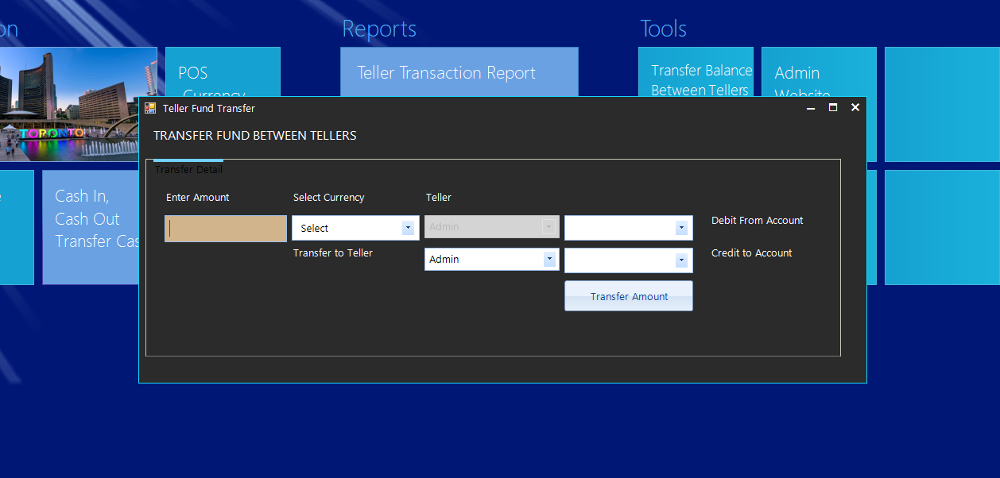 on
Reports
Tools
TORONTO
POS
Currency
Teller Transaction Report
Transfer Balance
Between Tellers
Admin
Website
Teller Fund Transfer
TRANSFER FUND BETWEEN TELLERS
Transfer Detail
Enter Amount
Select Currency
Teller
Select
Admin
Debit From Account
Transfer to Teller
Admin
Credit to Account
Transfer Amount
Cash In,
Cash Out
Transfer Cas